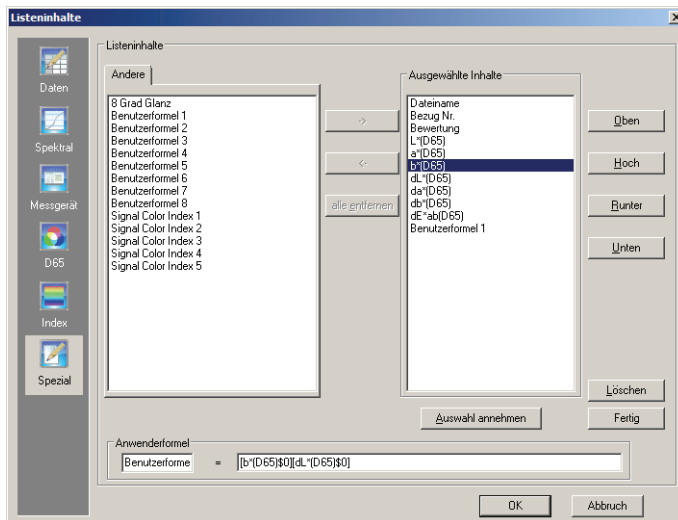 Listeninhalte
Daten
Spektral
Messgerät
D65
Index
Spezial
Listeninhalte
Andere
8 Grad Glanz
Benutzerformel 1
Benutzerformel 2
Benutzerformel 3
Benutzerformel 4
Benutzerformel 5
Benutzerformel 6
Benutzerformel 7
Benutzerformel 8
Signal Color Index 1
Signal Color Index 2
Signal Color Index 3
Signal Color Index 4
Signal Color Index 5
->
<-
alle entfernen
Ausgewählte Inhalte
Dateiname
Bezug Nr.
Bewertung
L*(D65)
a*(D65)
b*(D65)
dL*(D65)
da*(D65)
db*(D65)
dE*ab(D65)
Benutzerformel 1
Oben
Hoch
Runter
Unten
Löschen
Auswahl annehmen
Fertig
Anwenderformel
Benutzerforme = [b*(D65)$0][dL*(D65)$0]
OK
Abbruch